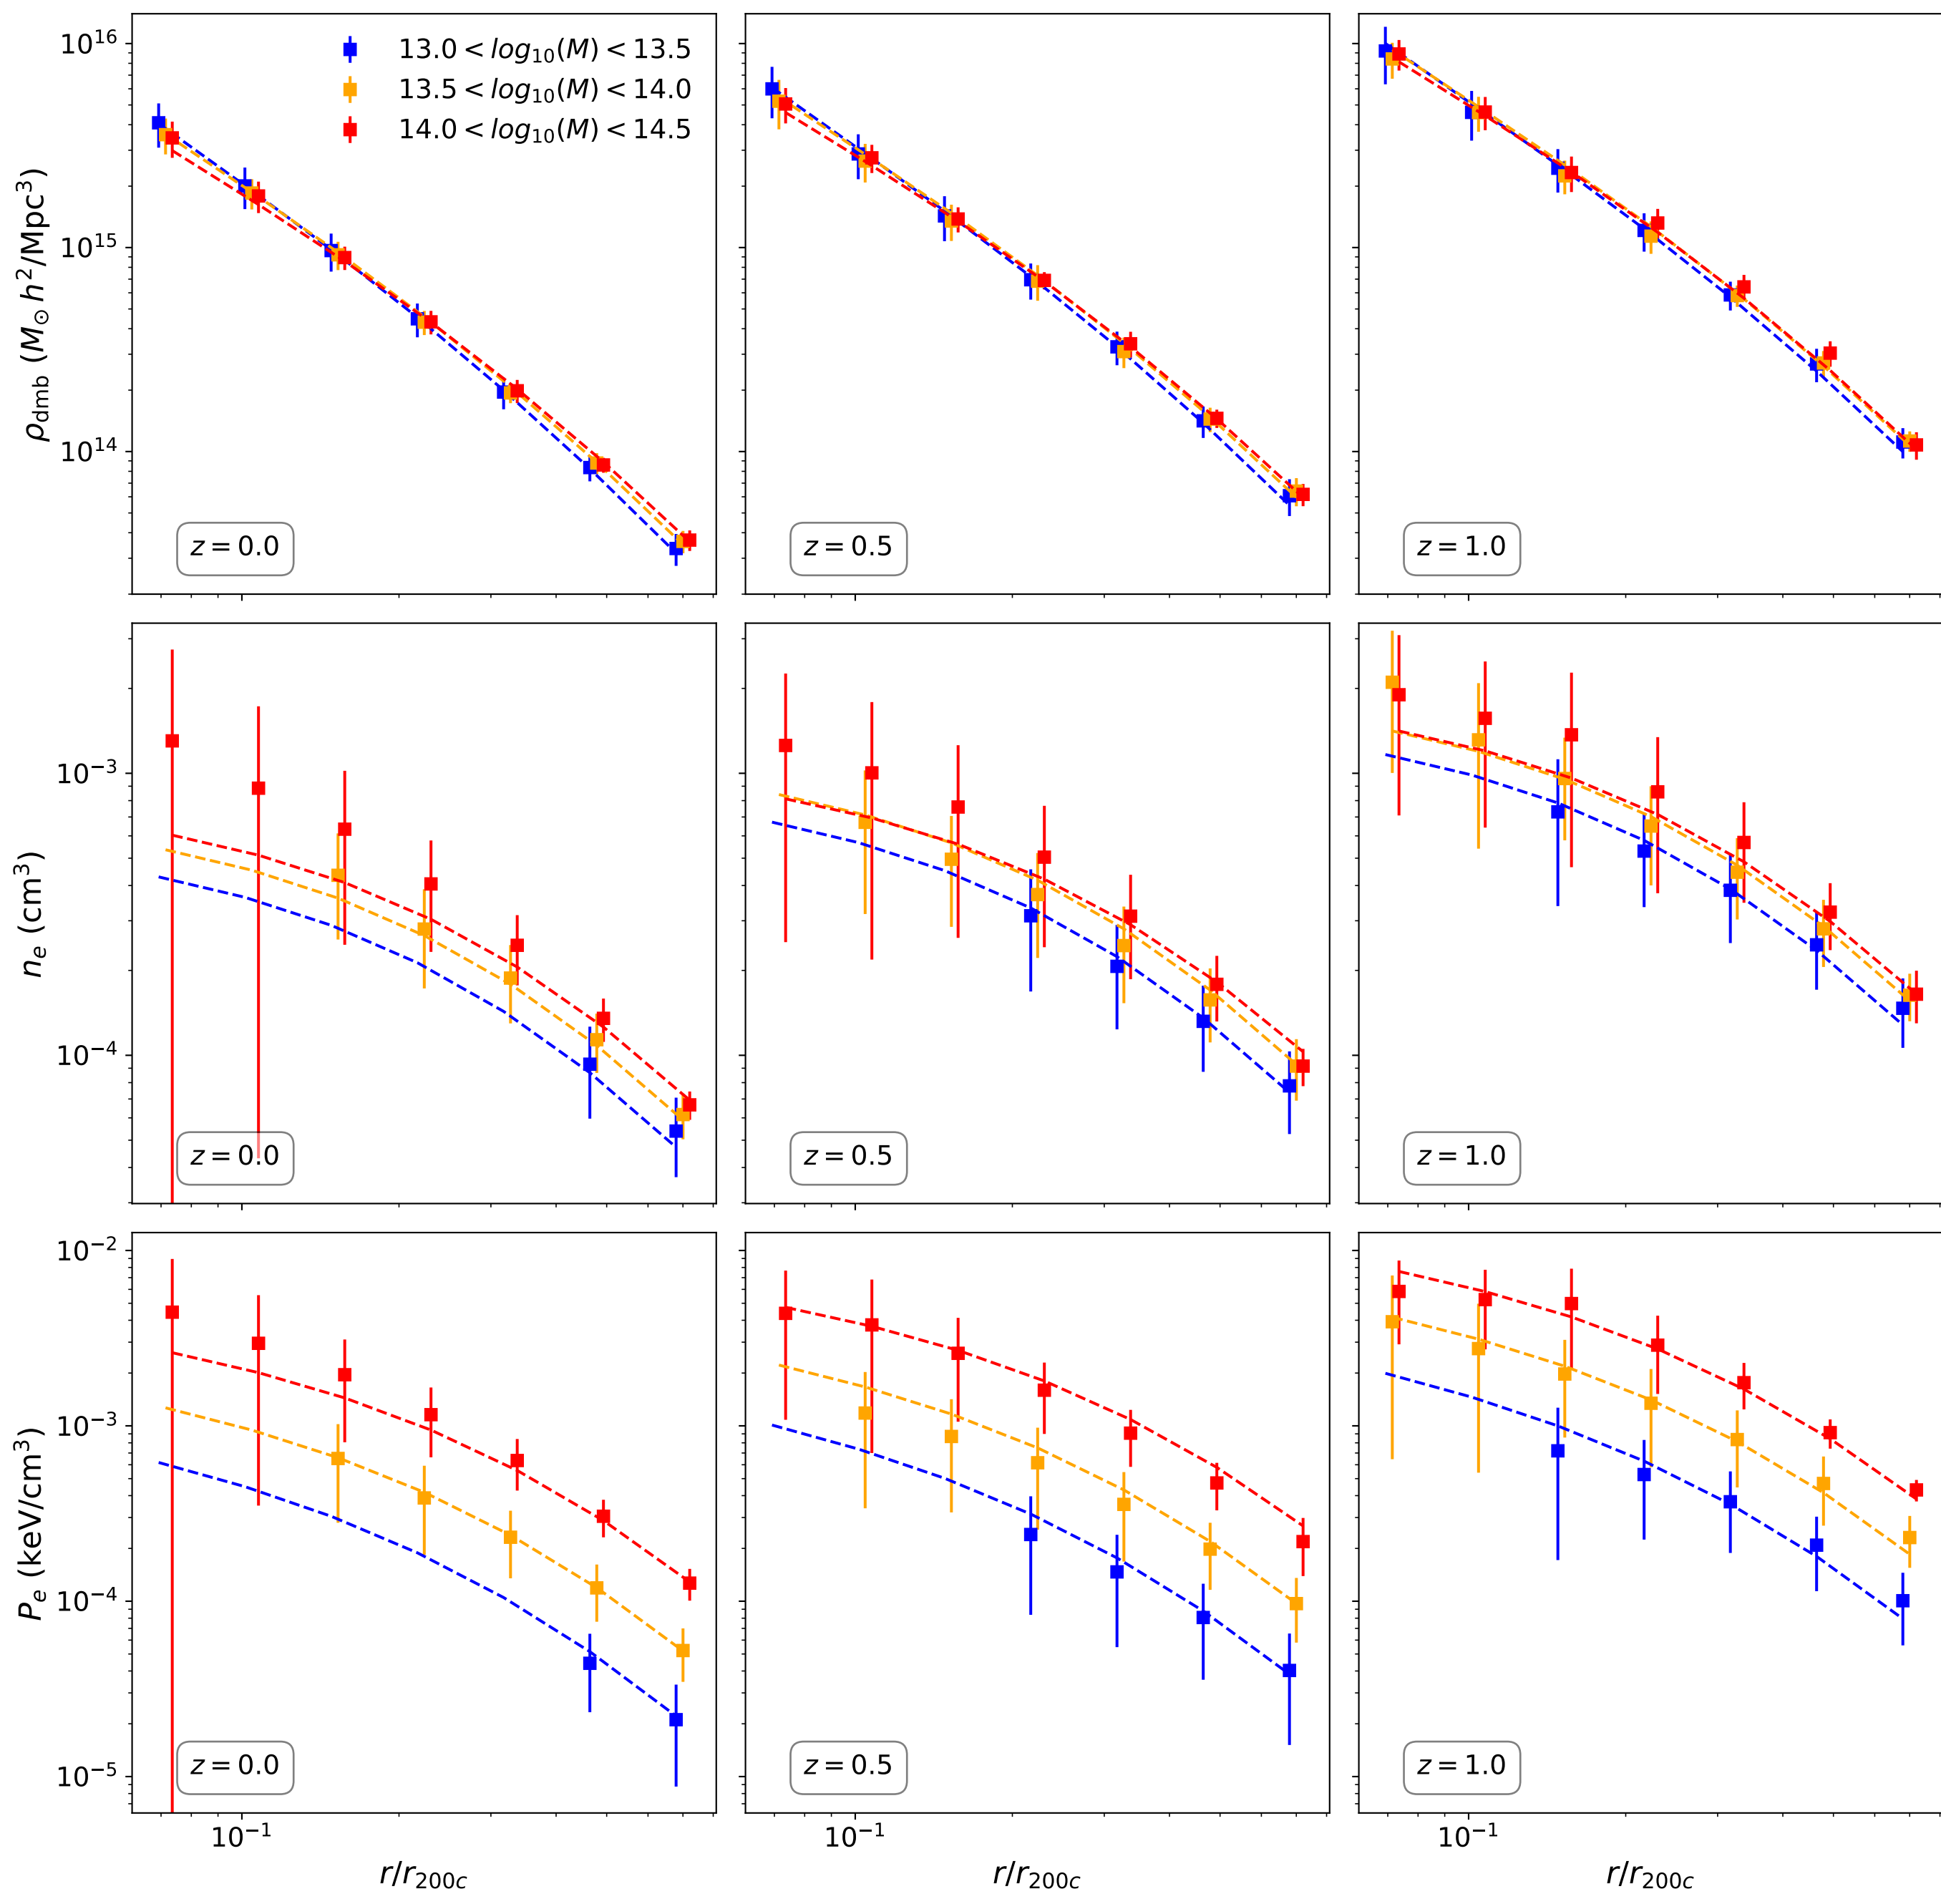 10^16
10^15
10^14
ρ_dmb (M_⊙ h^2/Mpc^3)
13.0 < log_10(M) < 13.5
13.5 < log_10(M) < 14.0
14.0 < log_10(M) < 14.5
z = 0.0
z = 0.5
z = 1.0
10^−3
10^−4
n_e (cm^3)
z = 0.0
z = 0.5
z = 1.0
10^−2
10^−3
10^−4
10^−5
P_e (keV/cm^3)
z = 0.0
z = 0.5
z = 1.0
10^−1
10^−1
10^−1
r/r_200c
r/r_200c
r/r_200c